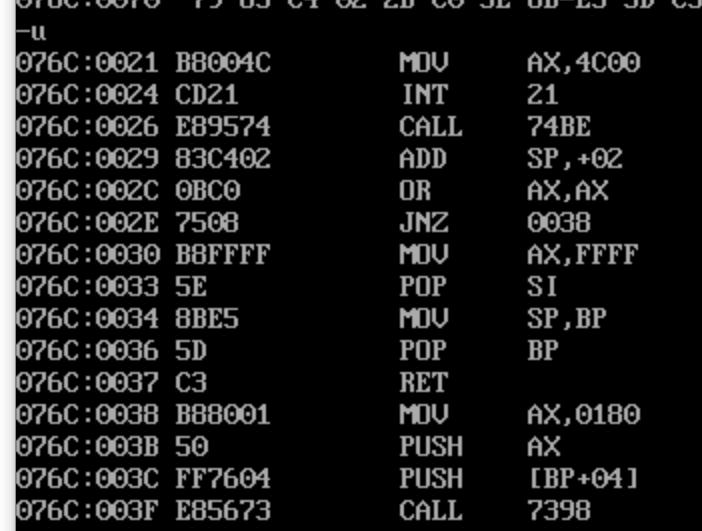 -u
076C:0021 B8004C MOV AX,4C00
076C:0024 CD21 INT 21
076C:0026 E89574 CALL 74BE
076C:0029 83C402 ADD SP,+02
076C:002C 0BC0 OR AX,AX
076C:002E 7508 JNZ 0038
076C:0030 B8FFFF MOV AX,FFFF
076C:0033 5E POP SI
076C:0034 8BE5 MOV SP,BP
076C:0036 5D POP BP
076C:0037 C3 RET
076C:0038 B88001 MOV AX,0180
076C:003B 50 PUSH AX
076C:003C FF7604 PUSH [BP+04]
076C:003F E85673 CALL 7398